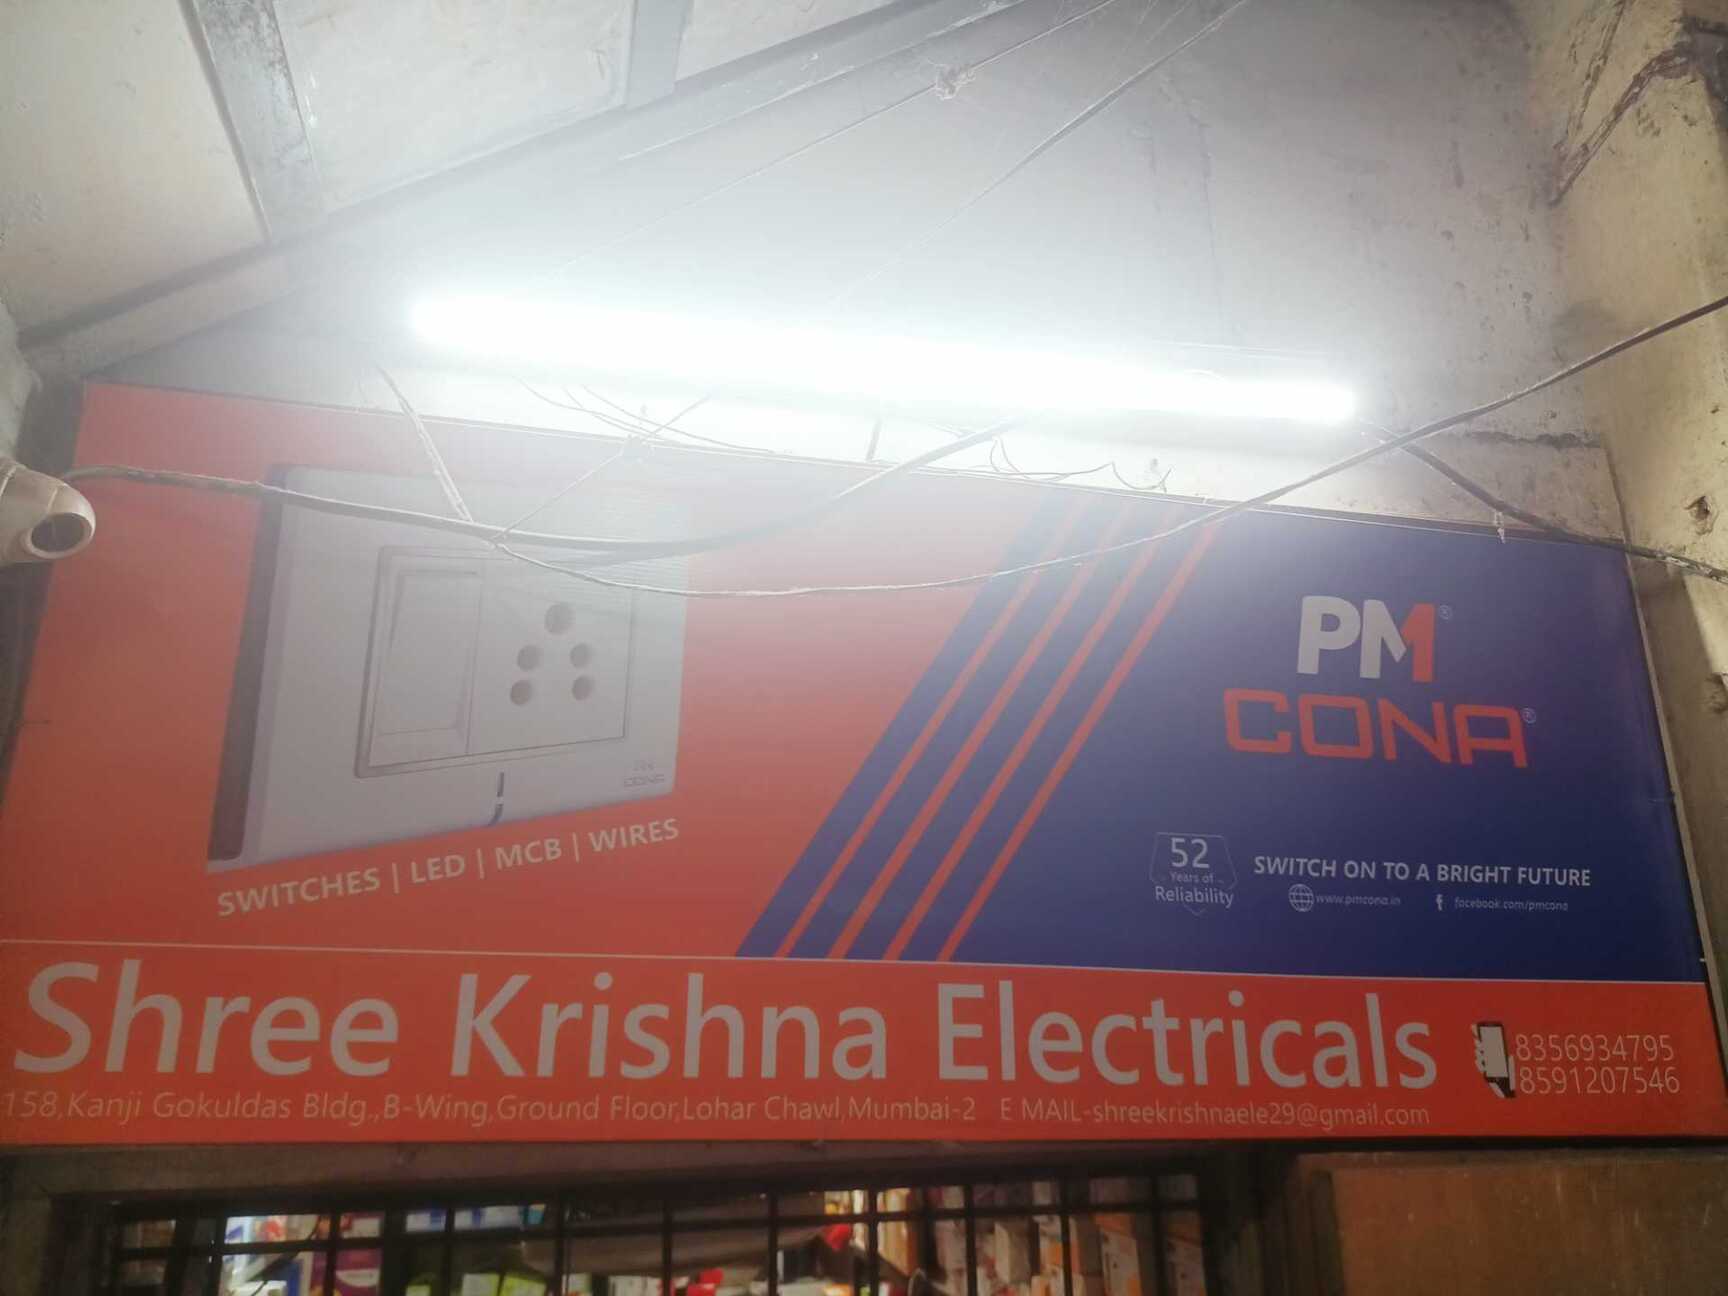 PM®
CONA®
PM
CONA
SWITCHES | LED | MCB | WIRES
52
Years of
Reliability
SWITCH ON TO A BRIGHT FUTURE
www.pmcona.in facebook.com/pmcona
Shree Krishna Electricals
8356934795
8591207546
158,Kanji Gokuldas Bldg.,B-Wing,Ground Floor,Lohar Chawl,Mumbai-2 E MAIL-shreekrishnaele29@gmail.com